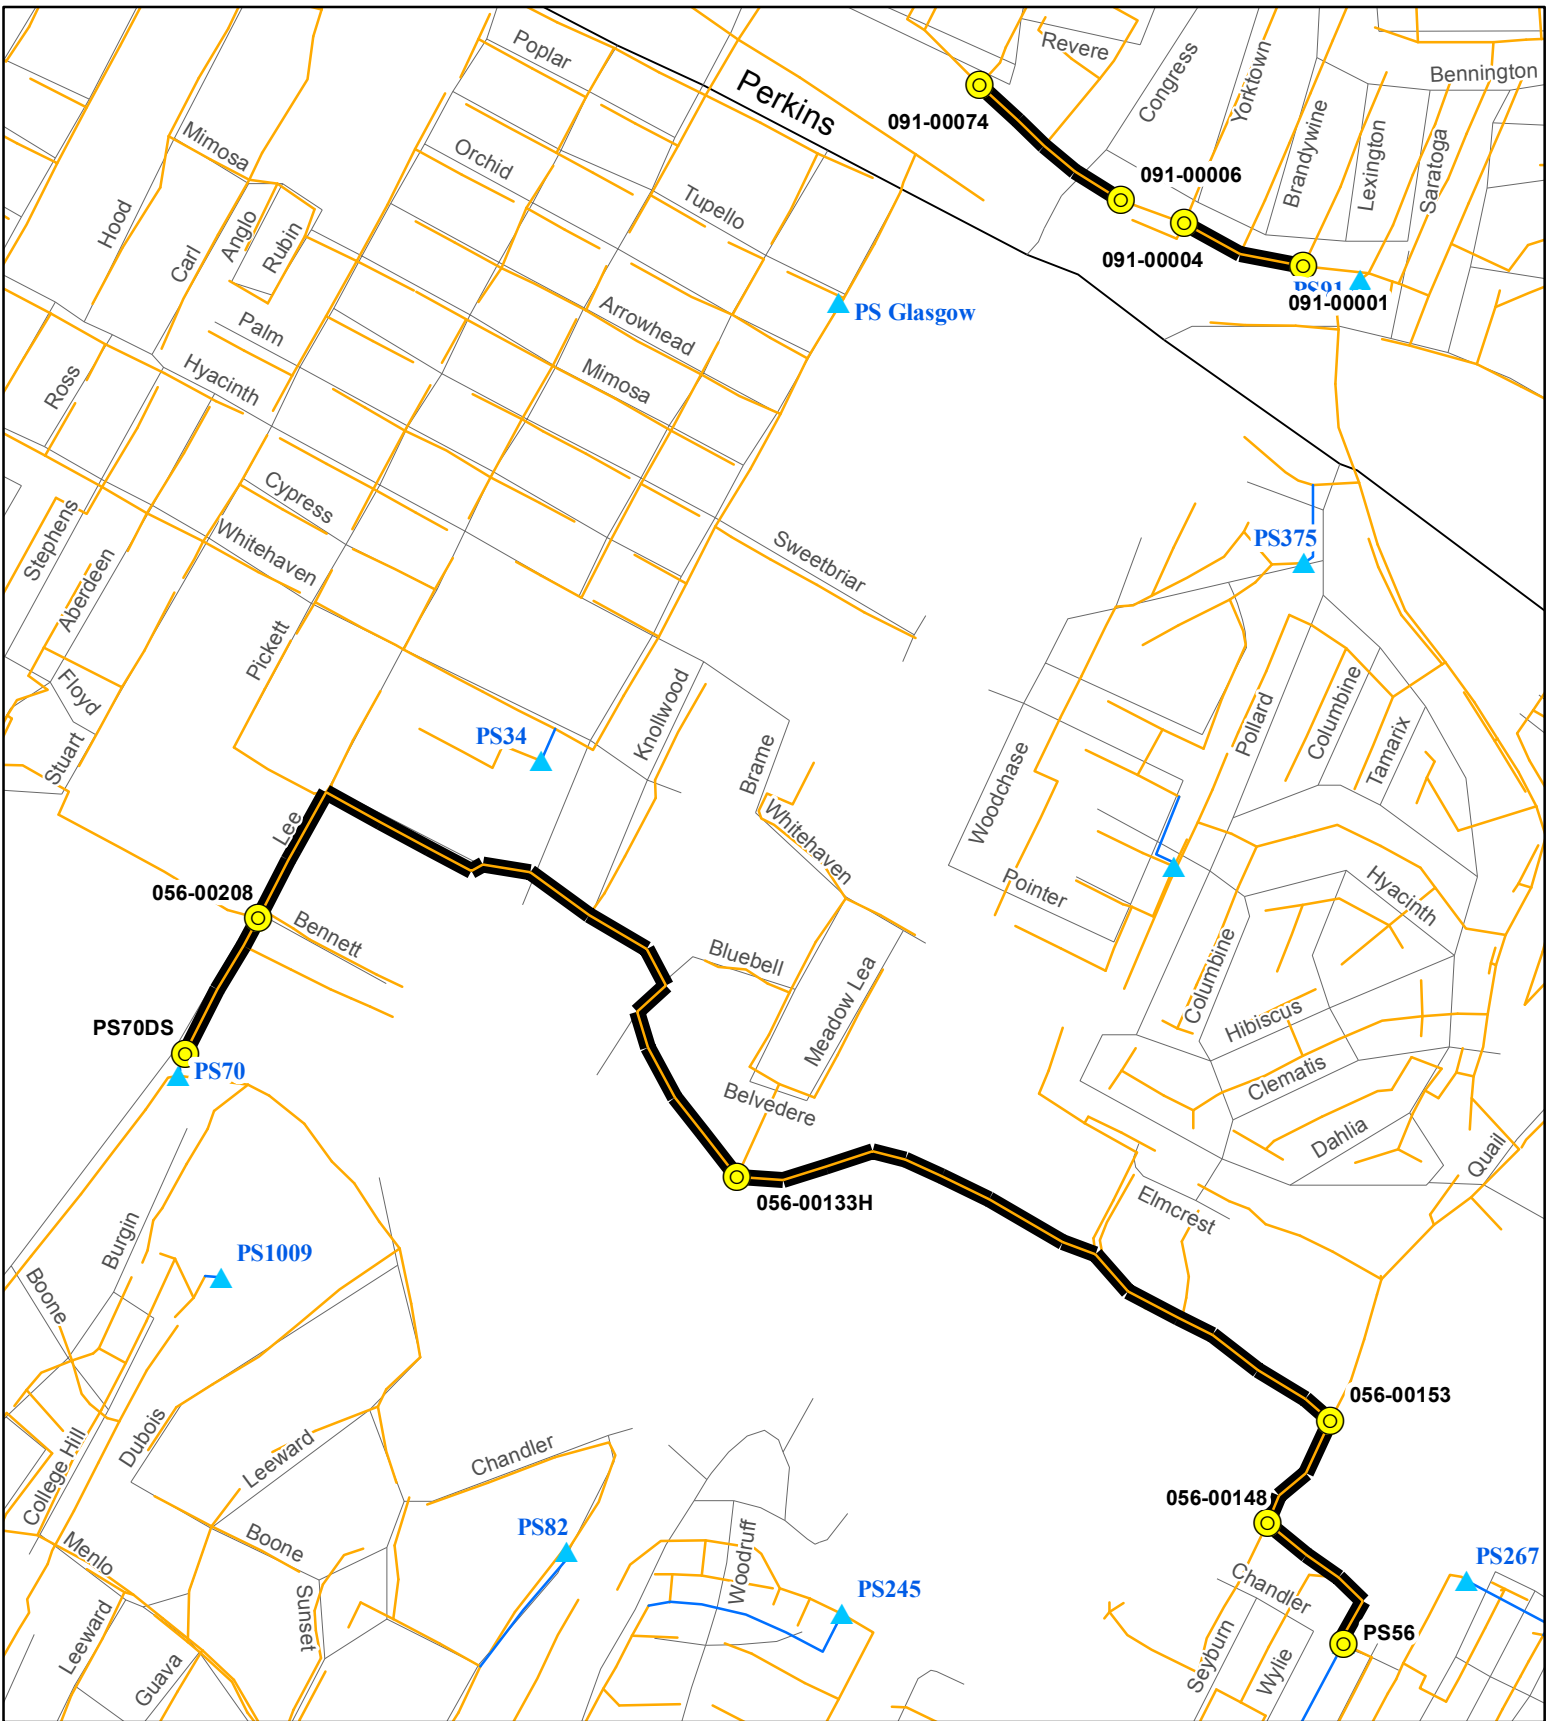 Poplar
Revere
Congress
Yorktown
Bennington
Perkins
091-00074
Brandywine
Lexington
Saratoga
Mimosa
Orchid
Tupello
091-00006
Hood
Carl
Anglo
Rubin
091-00004
PS91
091-00001
PS Glasgow
Arrowhead
Palm
Mimosa
Hyacinth
Ross
Cypress
Whitehaven
Stephens
Aberdeen
Sweetbriar
PS375
Pickett
Floyd
Stuart
PS34
Knollwood
Brame
Whitehaven
Woodchase
Pollard
Columbine
Tamarix
Lee
056-00208
Bennett
Pointer
Hyacinth
Bluebell
Meadow Lea
Columbine
Hibiscus
PS70DS
PS70
Belvedere
Clematis
Dahlia
Quail
056-00133H
Elmcrest
Burgin
Boone
PS1009
056-00153
Dubois
Leeward
College Hill
Chandler
056-00148
PS82
Boone
Menlo
Sunset
Woodruff
PS245
PS267
Chandler
Leeward
Guava
Seyburn
Wylie
PS56